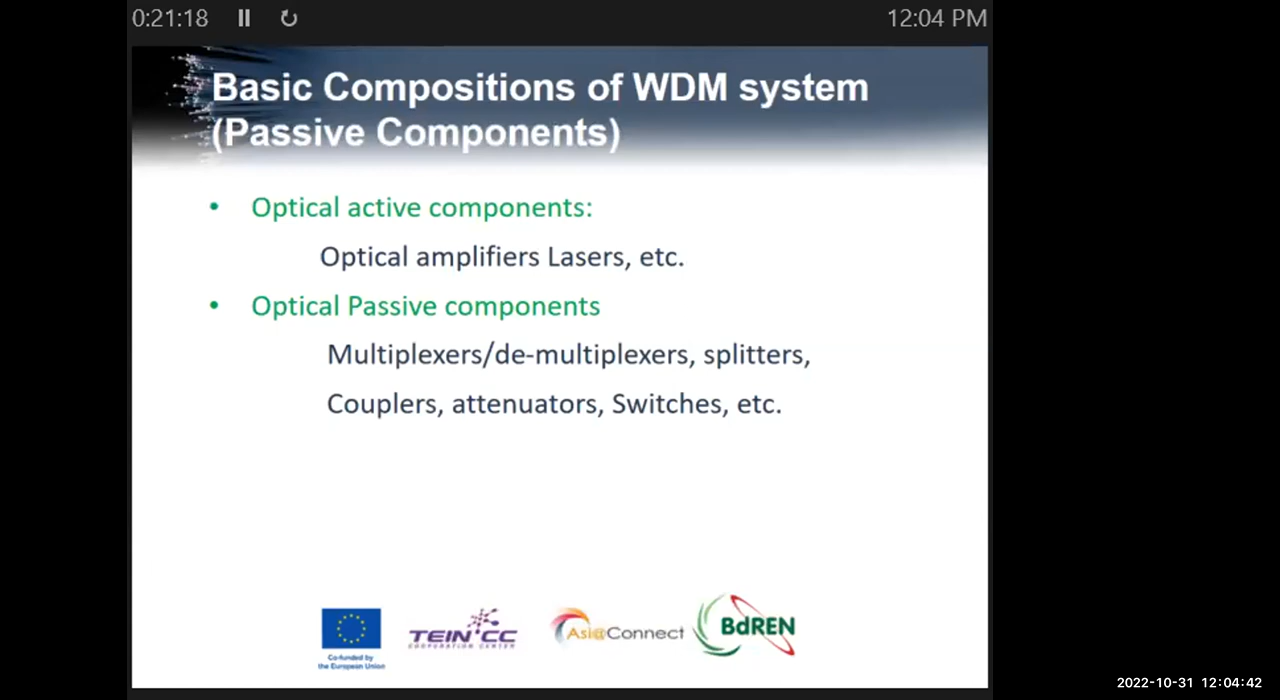 0:21:18
12:04 PM
Basic Compositions of WDM system
(Passive Components)
• Optical active components:
Optical amplifiers Lasers, etc.
• Optical Passive components
Multiplexers/de-multiplexers, splitters,
Couplers, attenuators, Switches, etc.
Co-funded by
the European Union
TEIN*CC
COOPERATION CENTER
Asi@Connect
BdREN
2022-10-31 12:04:42